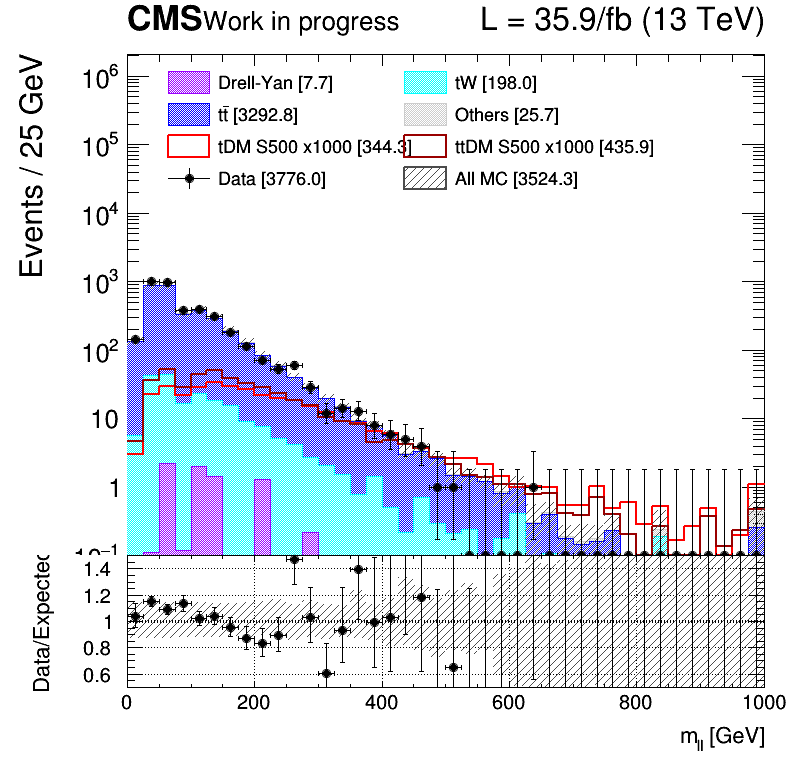 CMS Work in progress L = 35.9/fb (13 TeV)
Events / 25 GeV
10⁶
10⁵
10⁴
10³
10²
10
1
10⁻¹
Drell-Yan [7.7] tW [198.0]
tt̄ [3292.8] Others [25.7]
tDM S500 x1000 [344.3] ttDM S500 x1000 [435.9]
Data [3776.0] All MC [3524.3]
Data/Expected
1.4
1.2
1
0.8
0.6
0 200 400 600 800 1000
m_ll [GeV]